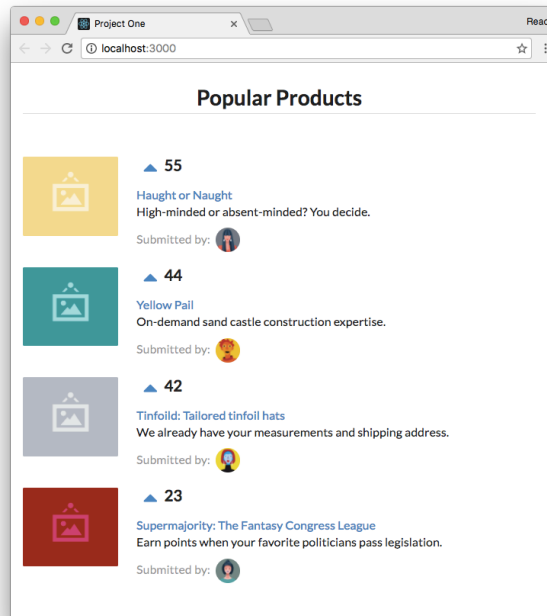 Project One
localhost:3000
Popular Products
55
Haught or Naught
High-minded or absent-minded? You decide.
Submitted by:
44
Yellow Pail
On-demand sand castle construction expertise.
Submitted by:
42
Tinfoild: Tailored tinfoil hats
We already have your measurements and shipping address.
Submitted by:
23
Supermajority: The Fantasy Congress League
Earn points when your favorite politicians pass legislation.
Submitted by: